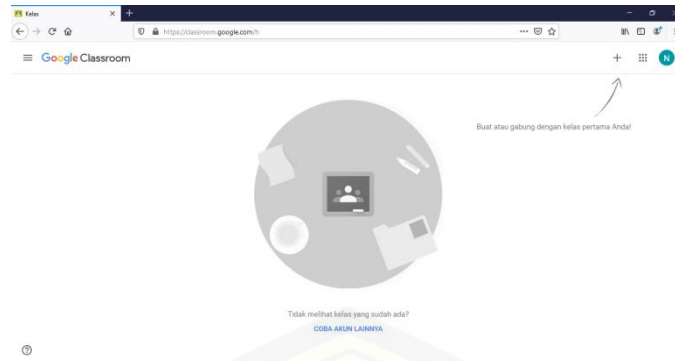 Kelas
https://classroom.google.com/h
Google Classroom
N
Buat atau gabung dengan kelas pertama Anda!
Tidak melihat kelas yang sudah ada?
COBA AKUN LAINNYA